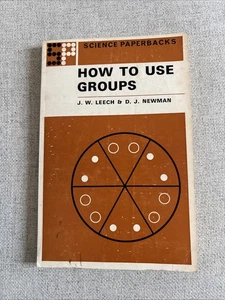 SCIENCE PAPERBACKS
HOW TO USE
GROUPS
J. W. LEECH & D. J. NEWMAN